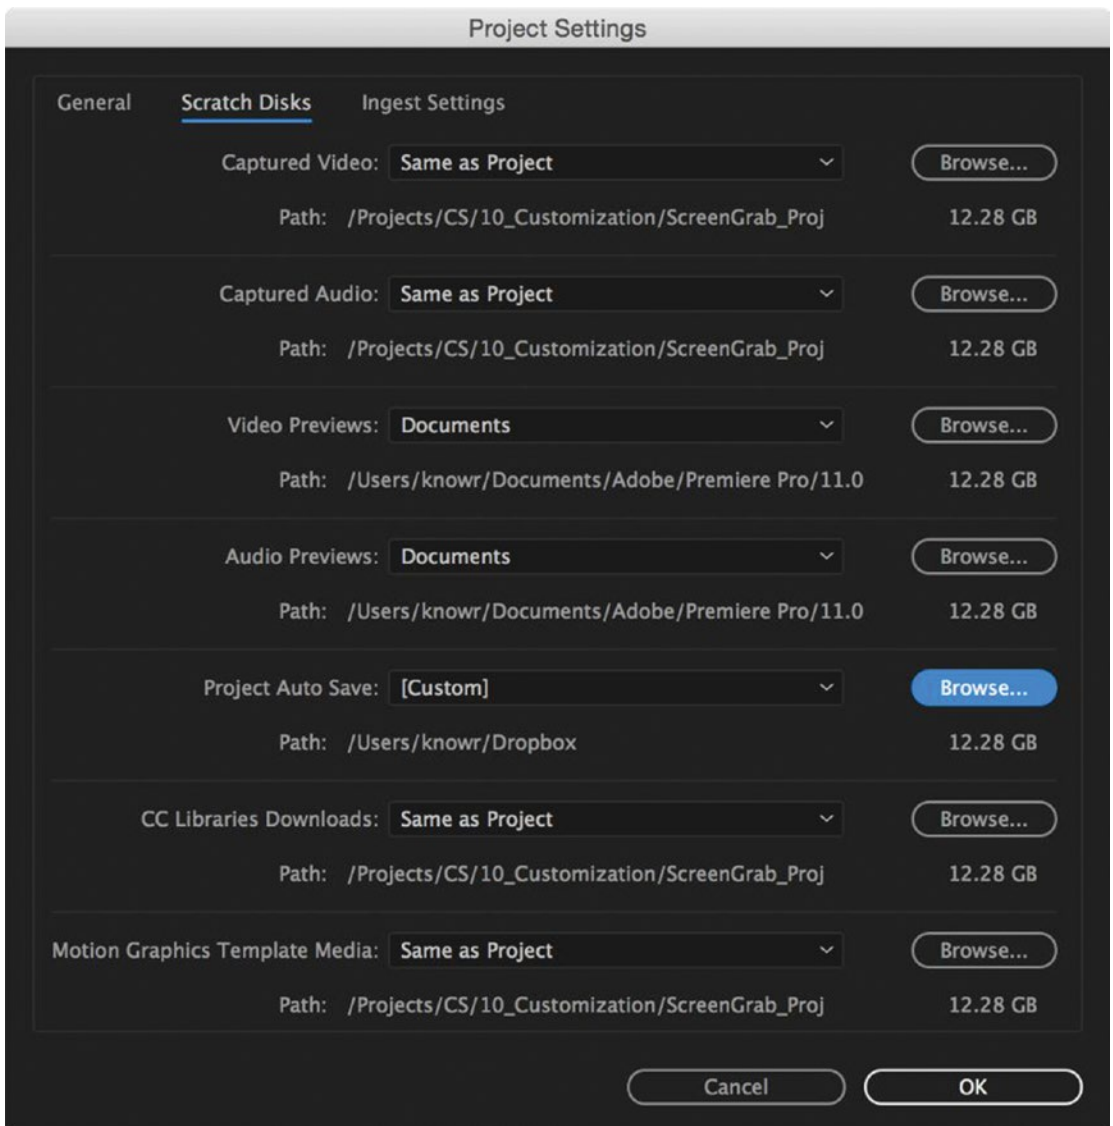 Project Settings
General Scratch Disks Ingest Settings
Captured Video: Same as Project Browse...
Path: /Projects/CS/10_Customization/ScreenGrab_Proj 12.28 GB
Captured Audio: Same as Project Browse...
Path: /Projects/CS/10_Customization/ScreenGrab_Proj 12.28 GB
Video Previews: Documents Browse...
Path: /Users/knowr/Documents/Adobe/Premiere Pro/11.0 12.28 GB
Audio Previews: Documents Browse...
Path: /Users/knowr/Documents/Adobe/Premiere Pro/11.0 12.28 GB
Project Auto Save: [Custom] Browse...
Path: /Users/knowr/Dropbox 12.28 GB
CC Libraries Downloads: Same as Project Browse...
Path: /Projects/CS/10_Customization/ScreenGrab_Proj 12.28 GB
Motion Graphics Template Media: Same as Project Browse...
Path: /Projects/CS/10_Customization/ScreenGrab_Proj 12.28 GB
Cancel OK